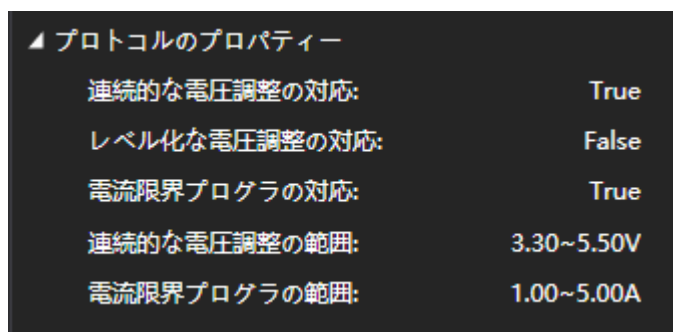 プロトコルのプロパティー
連続的な電圧調整の対応: True
レベル化な電圧調整の対応: False
電流限界プログラの対応: True
連続的な電圧調整の範囲: 3.30~5.50V
電流限界プログラの範囲: 1.00~5.00A